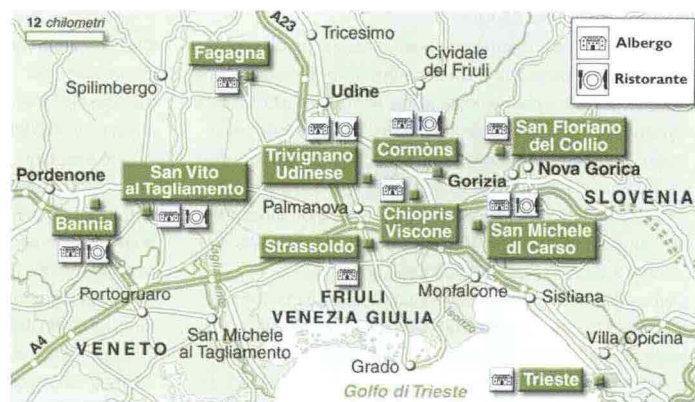 12 chilometri
A23
Tricesimo
Albergo
Ristorante
Fagagna
Cividale
del Friuli
Spilimbergo
Udine
San Floriano
del Collio
Trivignano
Udinese
Cormòns
San Vito
al Tagliamento
Nova Gorica
Gorizia
Pordenone
SLOVENIA
Bannia
Palmanova
Chiopris
Viscone
San Michele
di Carso
Strassoldo
Portogruaro
FRIULI
VENEZIA GIULIA
Monfalcone
Sistiana
San Michele
al Tagliamento
VENETO
A4
Villa Opicina
Grado
Trieste
Golfo di Trieste